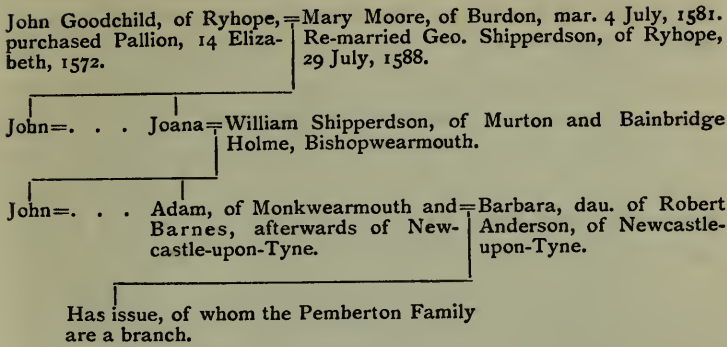 John Goodchild, of Ryhope,=Mary Moore, of Burdon, mar. 4 July, 1581.
purchased Pallion, 14 Eliza- Re-married Geo. Shipperdson, of Ryhope,
beth, 1572. 29 July, 1588.
John=. . . Joana=William Shipperdson, of Murton and Bainbridge
Holme, Bishopwearmouth.
John=. . . Adam, of Monkwearmouth and=Barbara, dau. of Robert
Barnes, afterwards of New- Anderson, of Newcastle-
castle-upon-Tyne. upon-Tyne.
Has issue, of whom the Pemberton Family
are a branch.